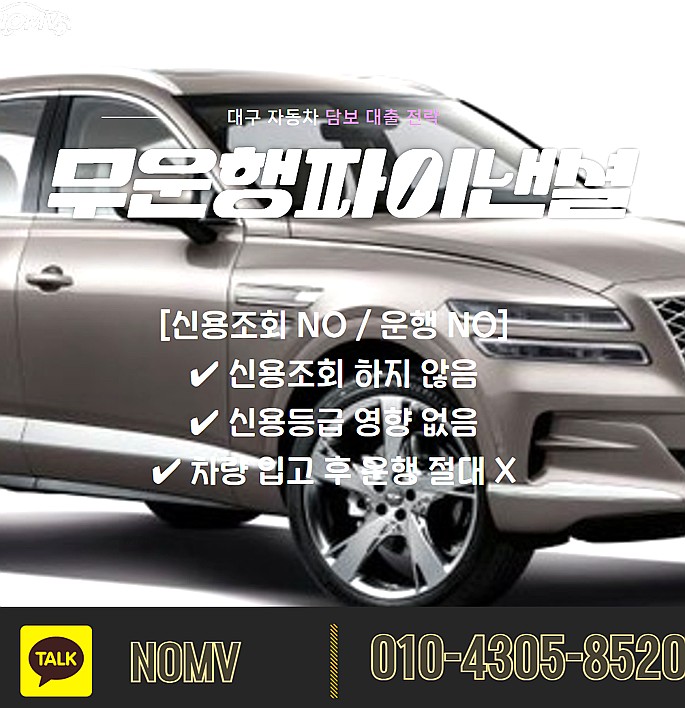 NOMV
대구 자동차 담보 대출 전략
무운행파이낸셜
[신용조회 NO / 운행 NO]
✔ 신용조회 하지 않음
✔ 신용등급 영향 없음
✔ 차량 입고 후 운행 절대 X
TALK
NOMV
010-4305-8520